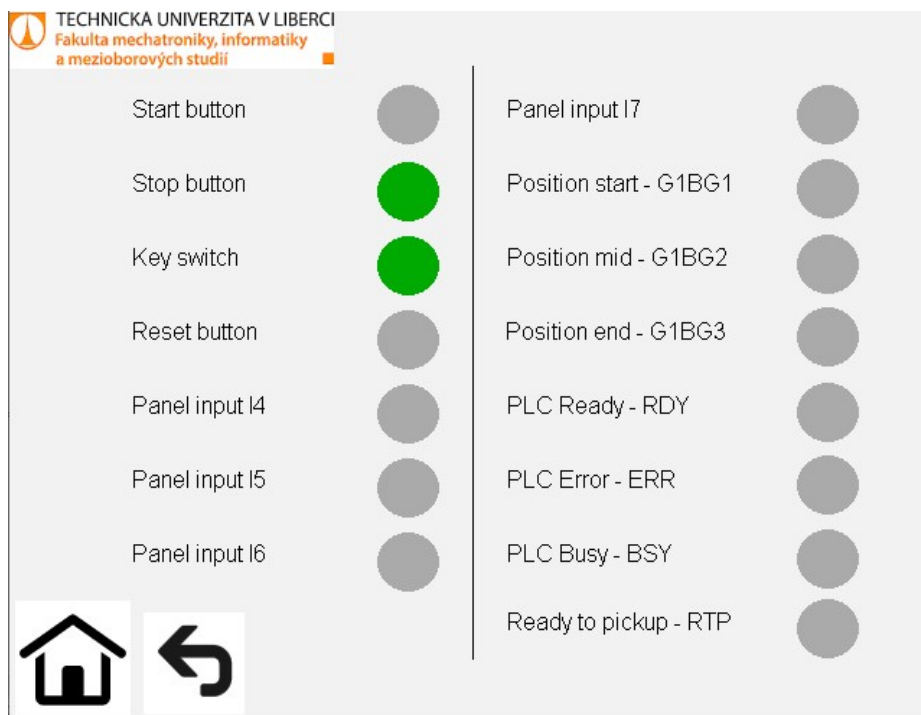 TECHNICKÁ UNIVERZITA V LIBERCI
Fakulta mechatroniky, informatiky
a mezioborových studií
Start button
Stop button
Key switch
Reset button
Panel input I4
Panel input I5
Panel input I6
Panel input I7
Position start - G1BG1
Position mid - G1BG2
Position end - G1BG3
PLC Ready - RDY
PLC Error - ERR
PLC Busy - BSY
Ready to pickup - RTP